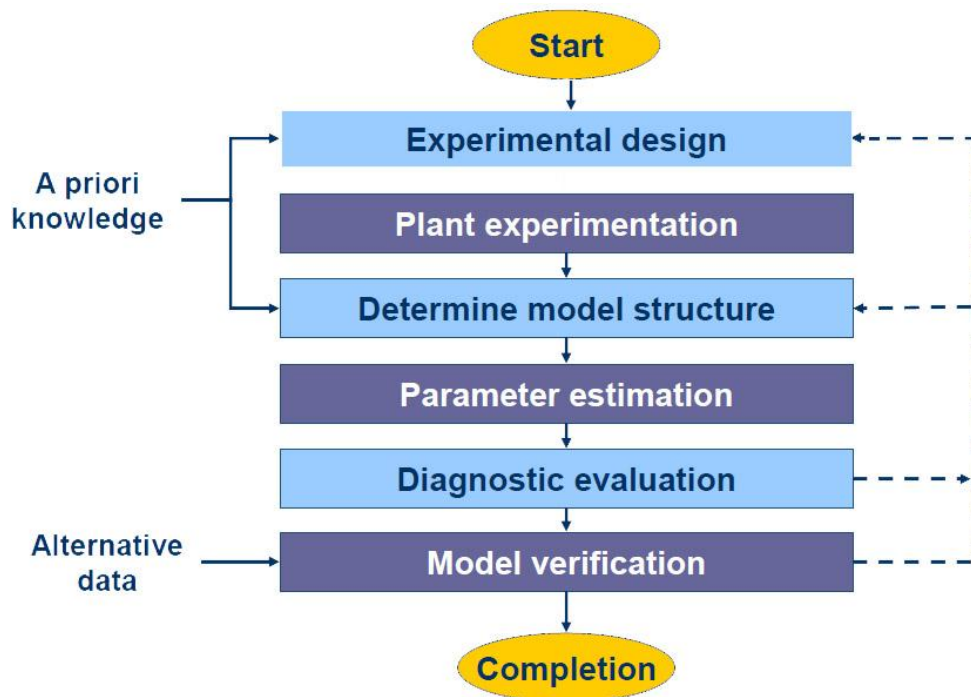 Start
Experimental design
A priori
knowledge
Plant experimentation
Determine model structure
Parameter estimation
Diagnostic evaluation
Alternative
data
Model verification
Completion